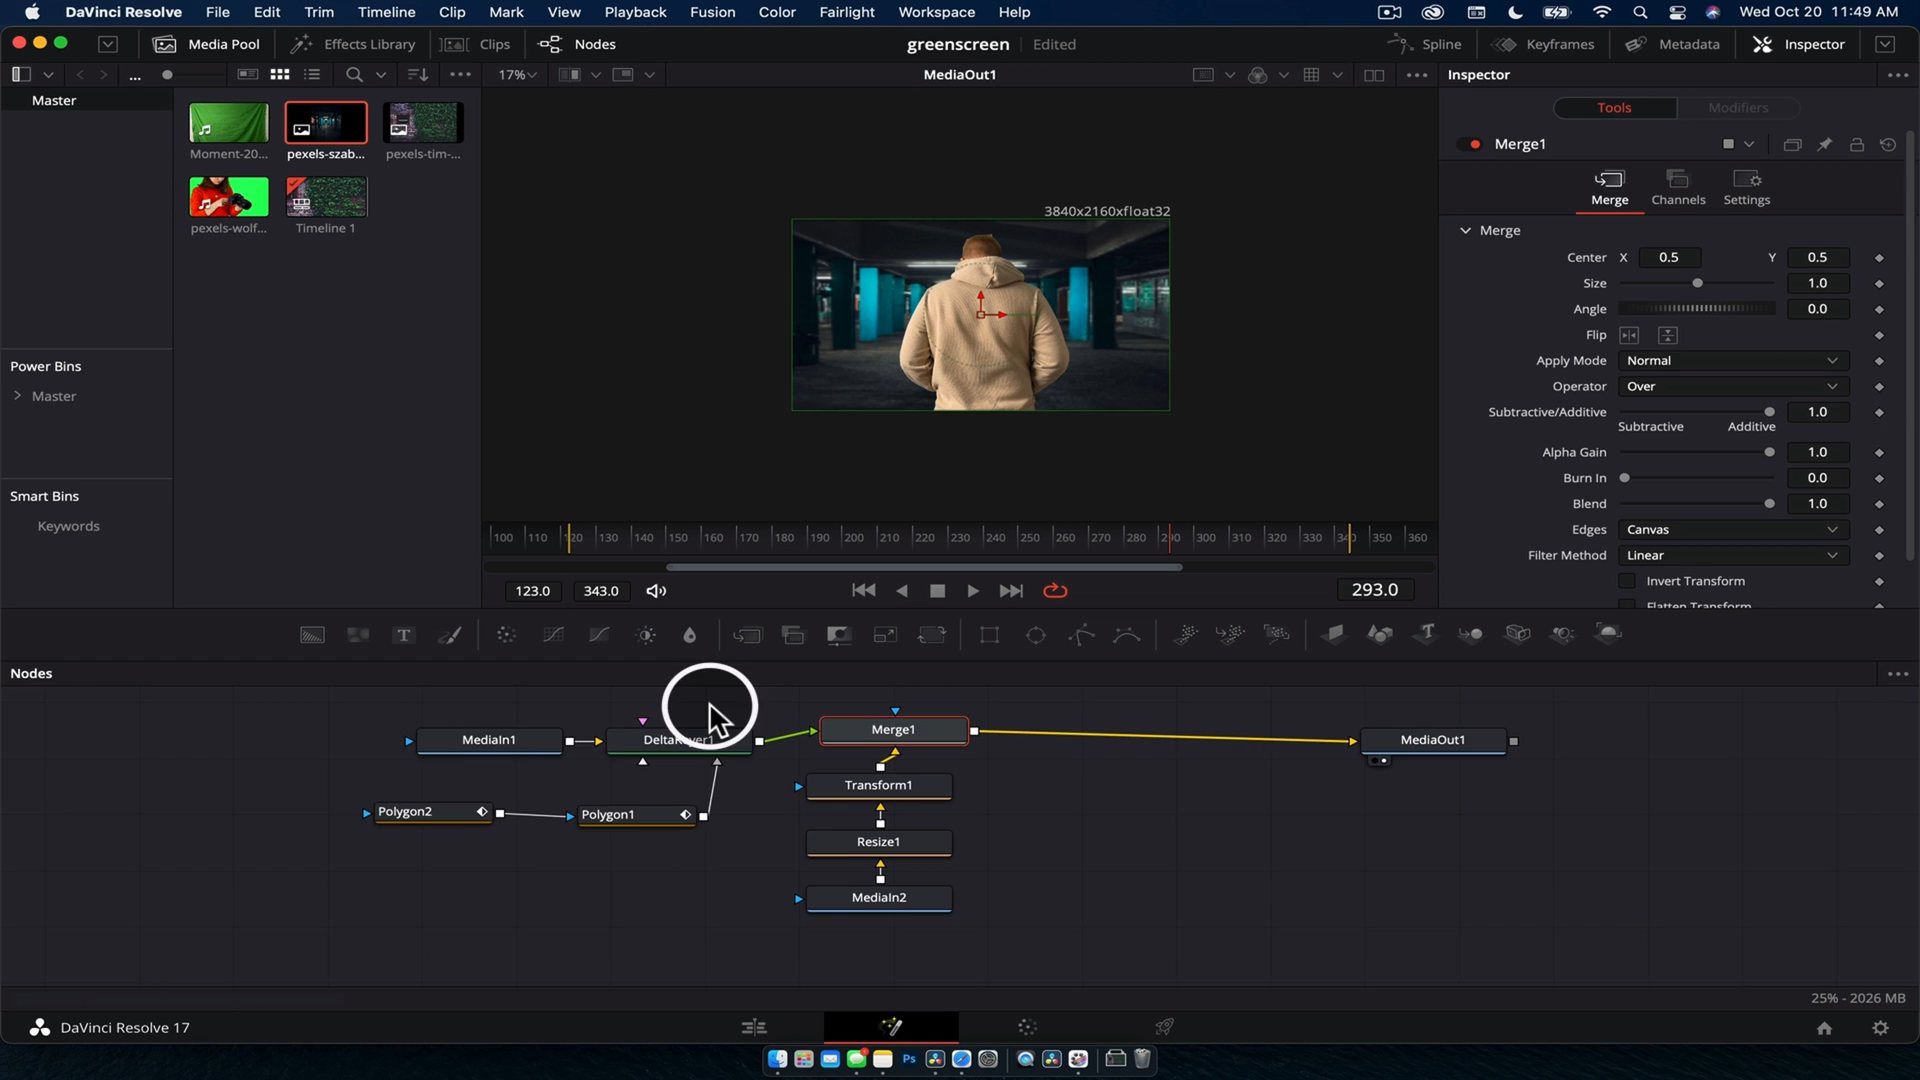 DaVinci Resolve File Edit Trim Timeline Clip Mark View Playback Fusion Color Fairlight Workspace Help Wed Oct 20 11:49 AM
Media Pool Effects Library Clips Nodes greenscreen Edited Spline Keyframes Metadata Inspector
... 17% MediaOut1 Inspector
Master
Moment-20... pexels-szab... pexels-tim-...
pexels-wolf... Timeline 1
Power Bins
Master
Smart Bins
Keywords
3840x2160xfloat32
100 110 120 130 140 150 160 170 180 190 200 210 220 230 240 250 260 270 280 290 300 310 320 330 340 350 360
123.0 343.0 293.0
Tools Modifiers
Merge1
Merge Channels Settings
Merge
Center X 0.5 Y 0.5
Size 1.0
Angle 0.0
Flip
Apply Mode Normal
Operator Over
Subtractive/Additive 1.0
Subtractive Additive
Alpha Gain 1.0
Burn In 0.0
Blend 1.0
Edges Canvas
Filter Method Linear
Invert Transform
Flatten Transform
Nodes
MediaIn1 DeltaKeyer1 Merge1 MediaOut1
Polygon2 Polygon1 Transform1
Resize1
MediaIn2
25% - 2026 MB
DaVinci Resolve 17
Ps